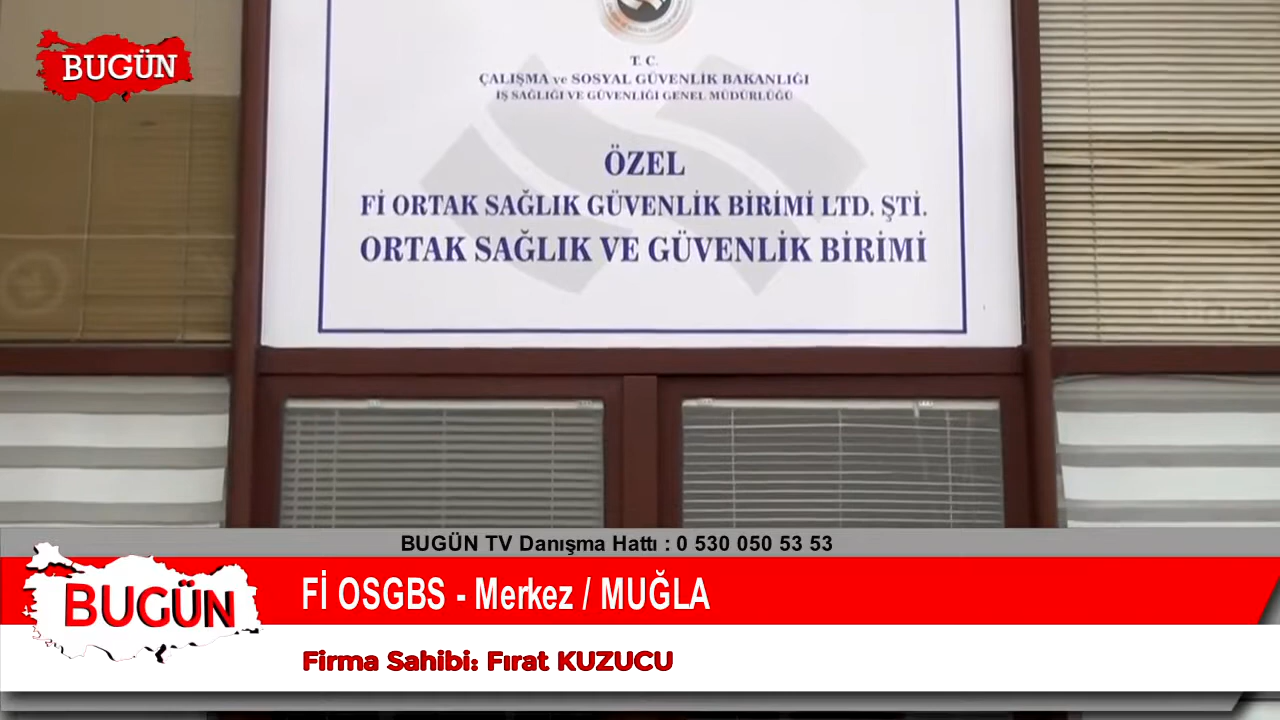 BUGÜN
T. C.
ÇALIŞMA ve SOSYAL GÜVENLİK BAKANLIĞI
İŞ SAĞLIĞI VE GÜVENLİĞİ GENEL MÜDÜRLÜĞÜ
ÖZEL
Fİ ORTAK SAĞLIK GÜVENLİK BİRİMİ LTD. ŞTİ.
ORTAK SAĞLIK VE GÜVENLİK BİRİMİ
BUGÜN TV Danışma Hattı : 0 530 050 53 53
BUGÜN
Fİ OSGBS - Merkez / MUĞLA
Firma Sahibi: Fırat KUZUCU